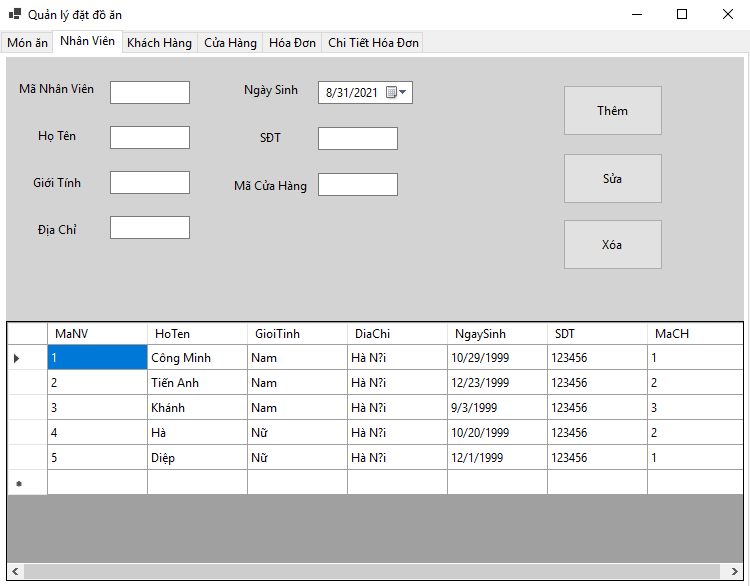 Quản lý đặt đồ ăn
Món ăn Nhân Viên Khách Hàng Cửa Hàng Hóa Đơn Chi Tiết Hóa Đơn
Mã Nhân Viên Ngày Sinh 8/31/2021
Thêm
Họ Tên SĐT
Giới Tính Mã Cửa Hàng Sửa
Địa Chỉ
Xóa
MaNV HoTen GioiTinh DiaChi NgaySinh SDT MaCH
1 Công Minh Nam Hà N?i 10/29/1999 123456 1
2 Tiến Anh Nam Hà N?i 12/23/1999 123456 2
3 Khánh Nam Hà N?i 9/3/1999 123456 3
4 Hà Nữ Hà N?i 10/20/1999 123456 2
5 Diệp Nữ Hà N?i 12/1/1999 123456 1